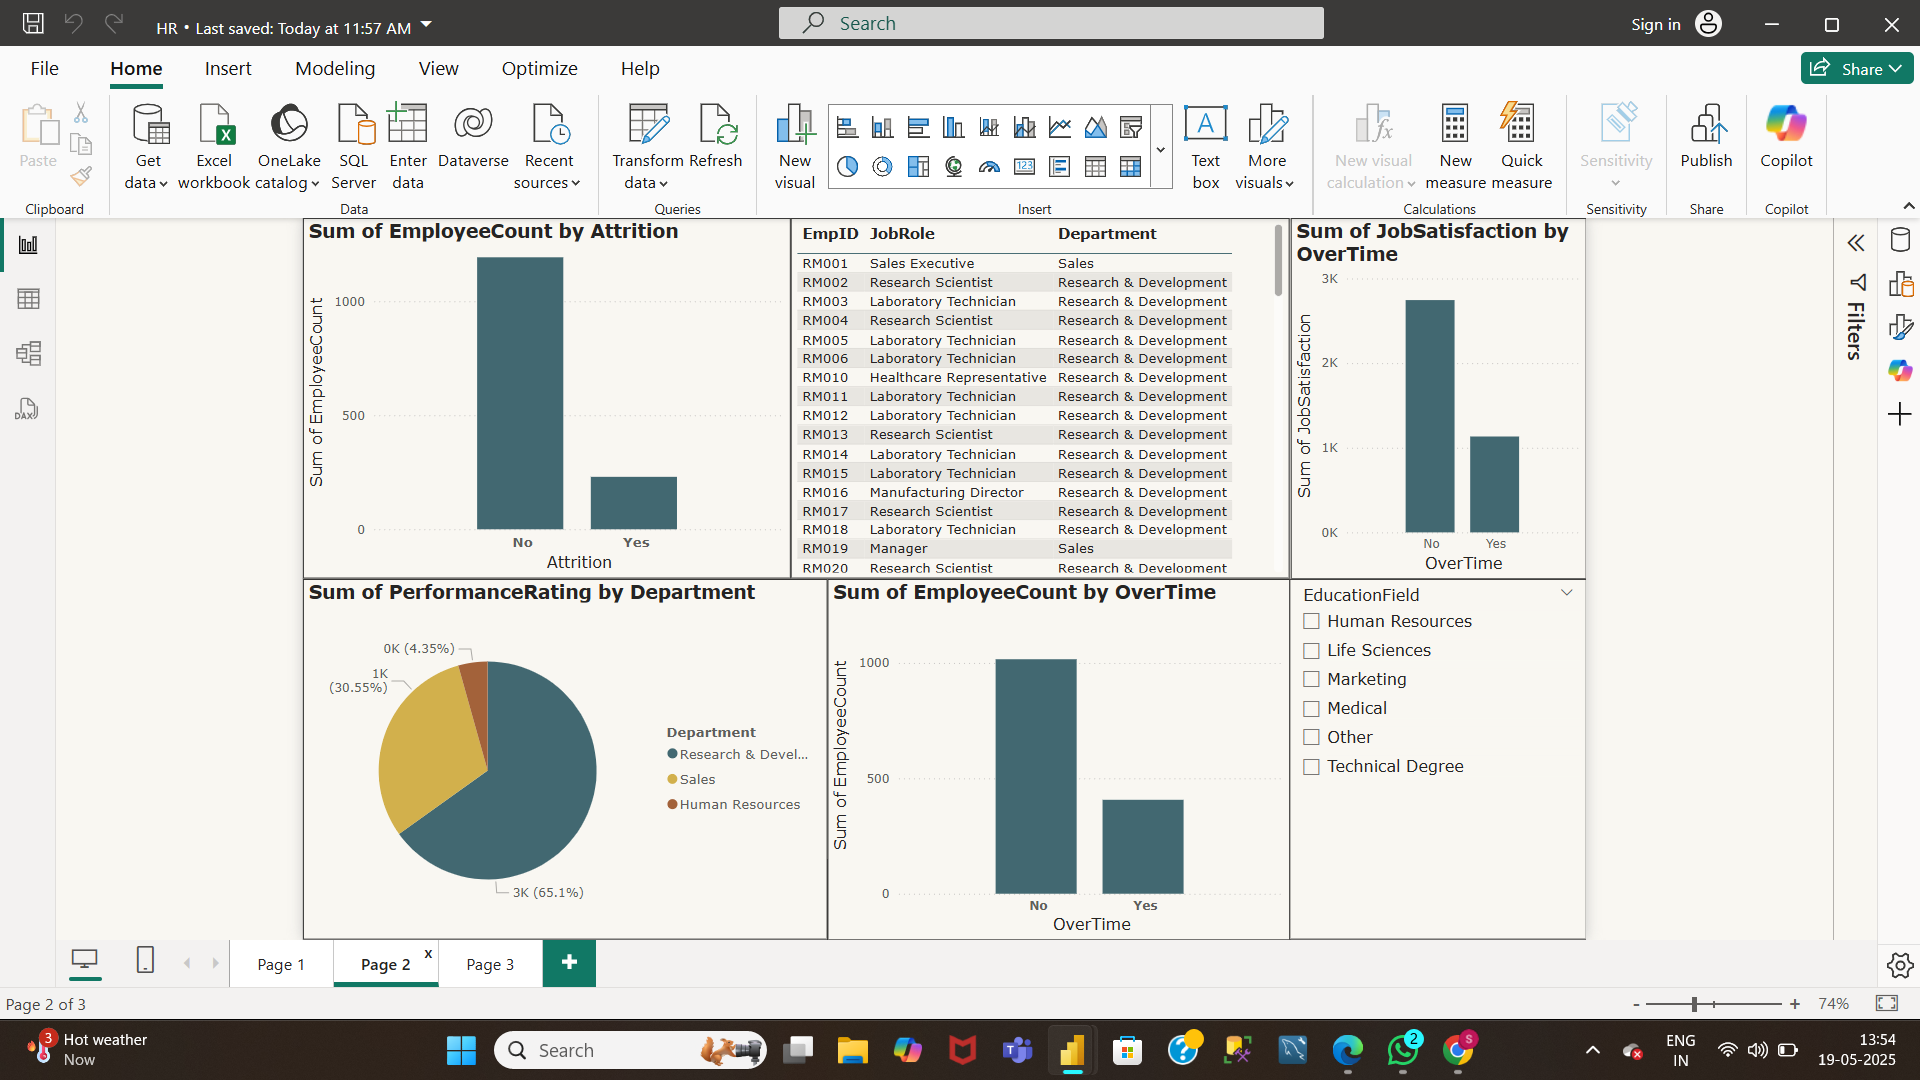 HR • Last saved: Today at 11:57 AM
Search
Sign in
File
Home
Insert
Modeling
View
Optimize
Help
Share
Paste
Get data
Excel workbook
OneLake catalog
SQL Server
Enter data
Dataverse
Recent sources
Transform data
Refresh
New visual
Text box
More visuals
New visual calculation
New measure
Quick measure
Sensitivity
Publish
Copilot
Clipboard
Data
Queries
Insert
Calculations
Sensitivity
Share
Copilot
DAX
Sum of EmployeeCount by Attrition
Sum of EmployeeCount
1000
500
0
No
Yes
Attrition
EmpID JobRole Department
RM001 Sales Executive Sales
RM002 Research Scientist Research & Development
RM003 Laboratory Technician Research & Development
RM004 Research Scientist Research & Development
RM005 Laboratory Technician Research & Development
RM006 Laboratory Technician Research & Development
RM010 Healthcare Representative Research & Development
RM011 Laboratory Technician Research & Development
RM012 Laboratory Technician Research & Development
RM013 Research Scientist Research & Development
RM014 Laboratory Technician Research & Development
RM015 Laboratory Technician Research & Development
RM016 Manufacturing Director Research & Development
RM017 Research Scientist Research & Development
RM018 Laboratory Technician Research & Development
RM019 Manager Sales
RM020 Research Scientist Research & Development
Sum of JobSatisfaction by
OverTime
Sum of JobSatisfaction
3K
2K
1K
0K
No
Yes
OverTime
Filters
Sum of PerformanceRating by Department
0K (4.35%)
1K
(30.55%)
3K (65.1%)
Department
Research & Devel...
Sales
Human Resources
Sum of EmployeeCount by OverTime
Sum of EmployeeCount
1000
500
0
No
Yes
OverTime
EducationField
Human Resources
Life Sciences
Marketing
Medical
Other
Technical Degree
Page 1
Page 2
x
Page 3
+
Page 2 of 3
- + 74%
3
Hot weather
Now
Search
2
S
ENG
IN
13:54
19-05-2025